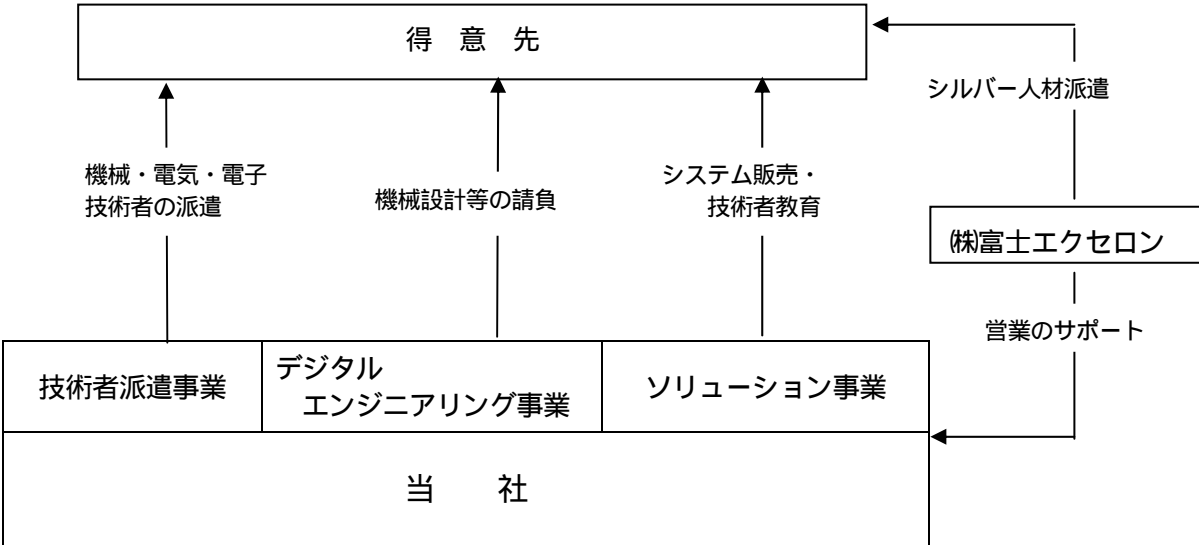 得 意 先
シルバー人材派遣
機械・電気・電子
技術者の派遣
機械設計等の請負
システム販売・
技術者教育
㈱富士エクセロン
営業のサポート
技術者派遣事業
デジタル
エンジニアリング事業
ソリューション事業
当 社